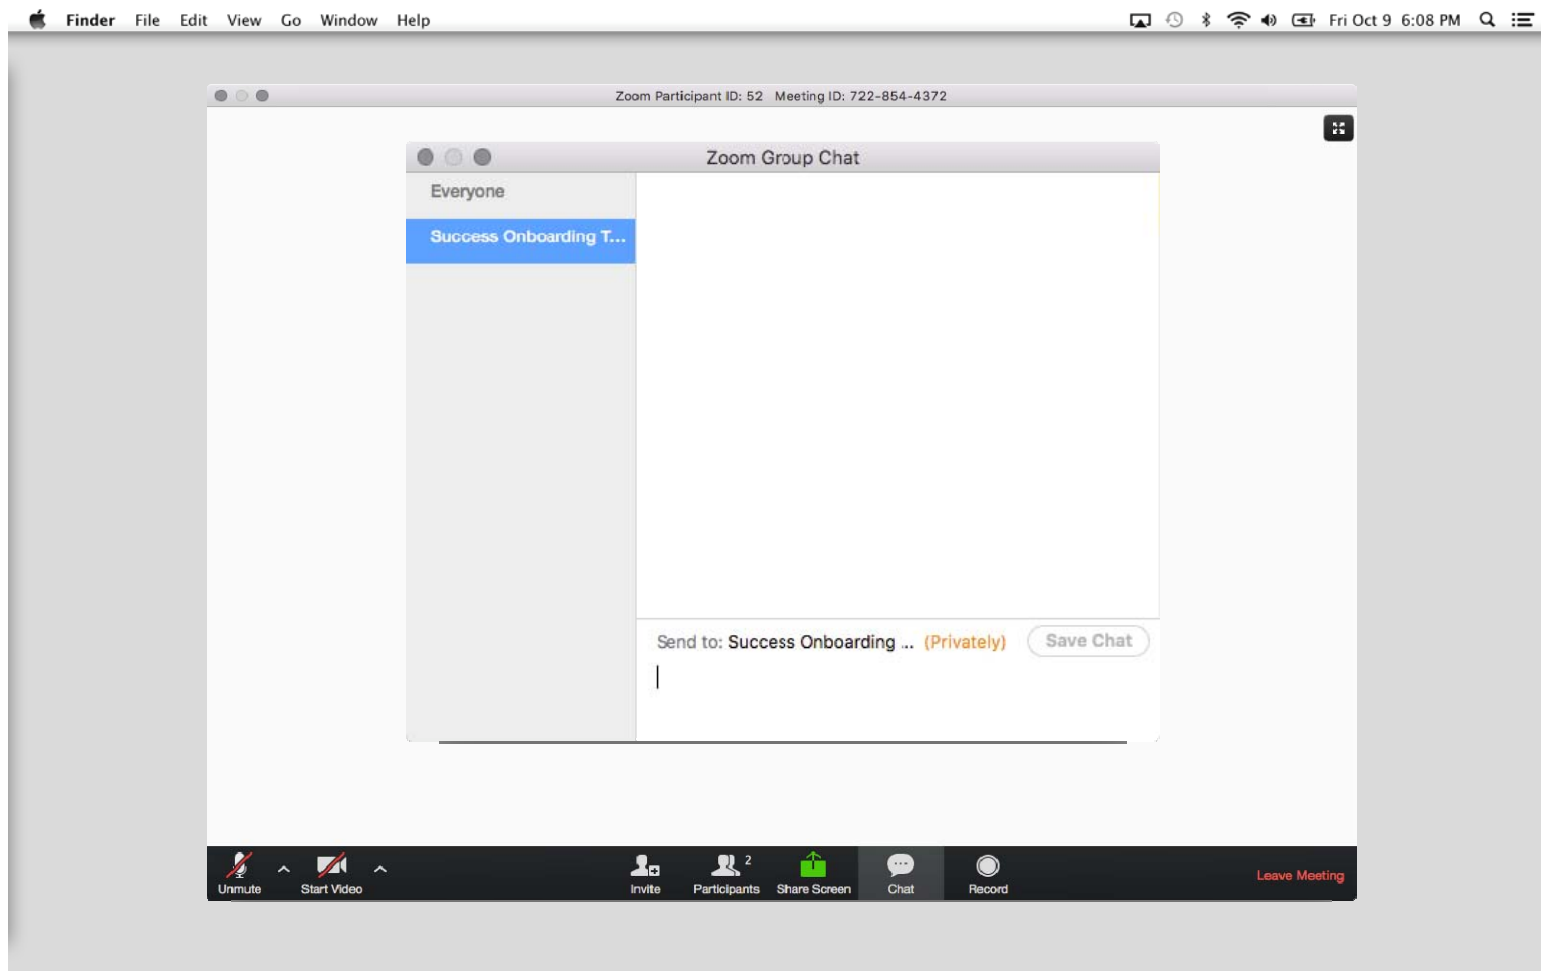 Finder File Edit View Go Window Help Fri Oct 9 6:08 PM
Zoom Participant ID: 52 Meeting ID: 722-854-4372
Zoom Group Chat
Everyone
Success Onboarding T...
Send to: Success Onboarding ... (Privately) Save Chat
2
Unmute Start Video Invite Participants Share Screen Chat Record Leave Meeting